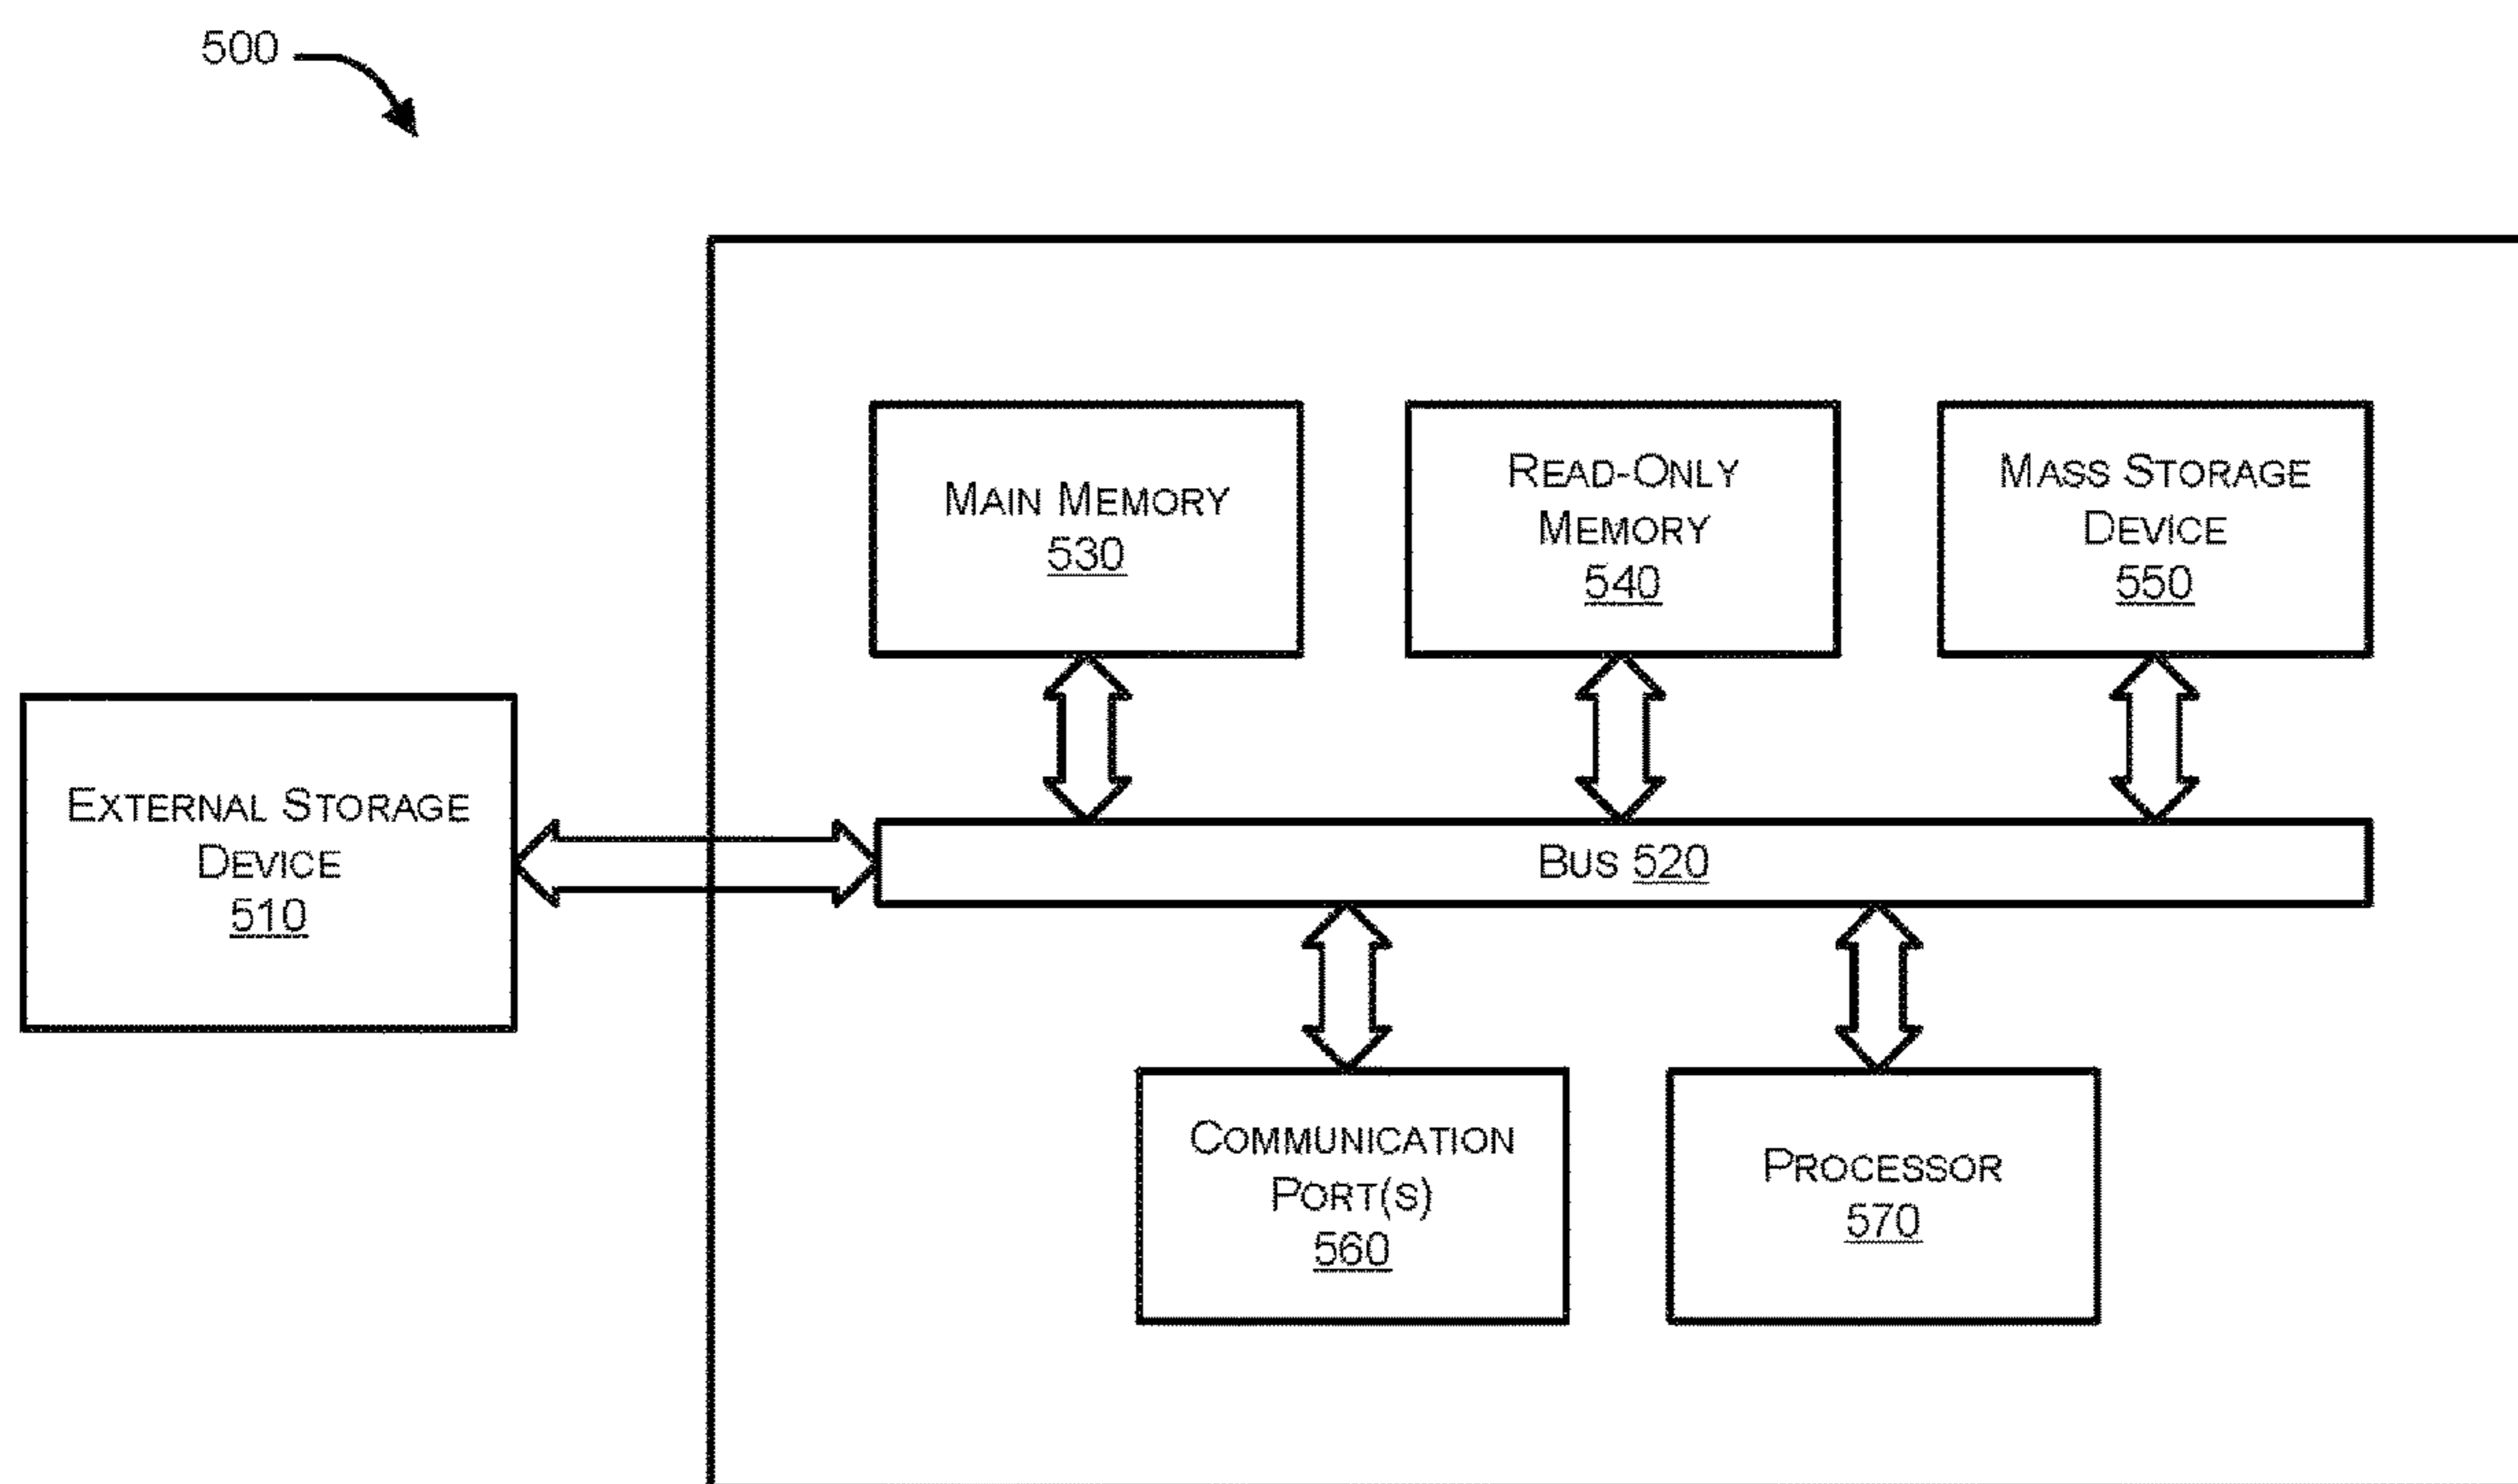 500
MAIN MEMORY
530
READ-ONLY
MEMORY
540
MASS STORAGE
DEVICE
550
EXTERNAL STORAGE
DEVICE
510
BUS 520
COMMUNICATION
PORT(S)
560
PROCESSOR
570